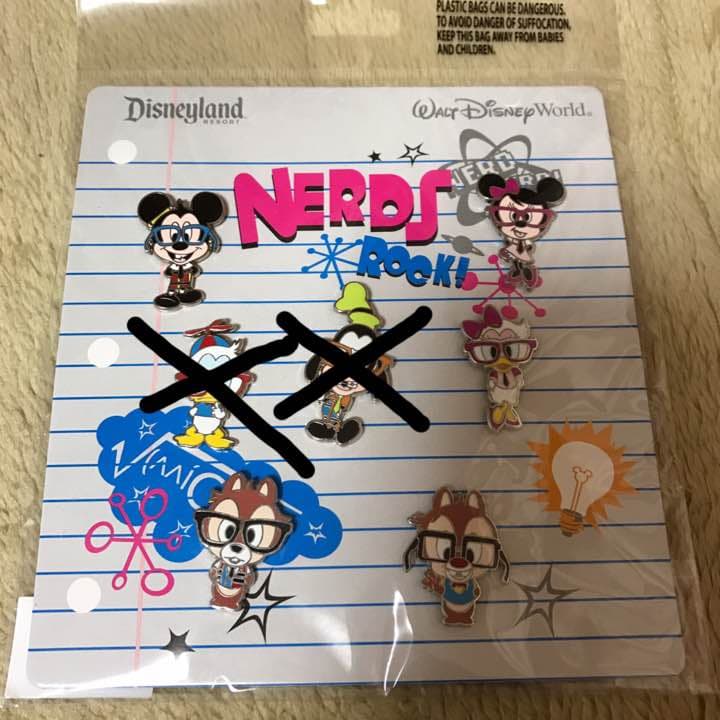 PLASTIC BAGS CAN BE DANGEROUS.
TO AVOID DANGER OF SUFFOCATION,
KEEP THIS BAG AWAY FROM BABIES
AND CHILDREN.
Disneyland
RESORT
WALT DISNEY World®
NERDS
ROCK!
NERD